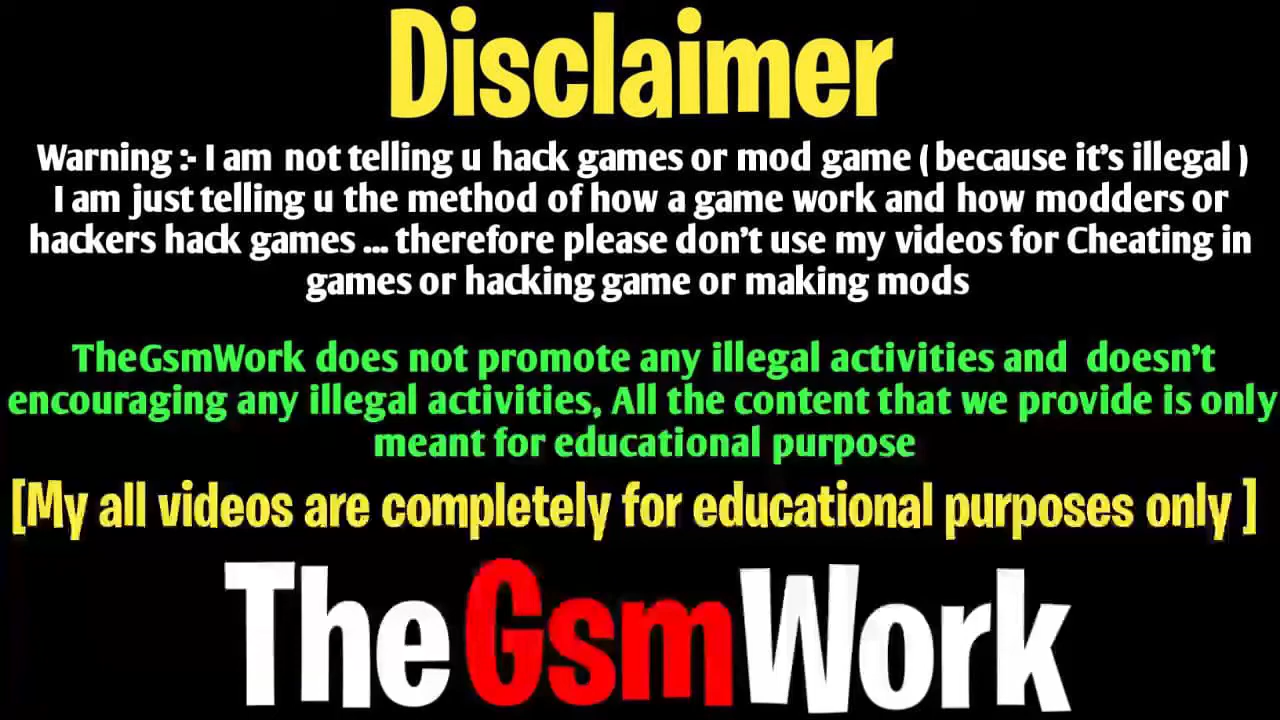 Disclaimer
Warning :- I am not telling u hack games or mod game ( because it's illegal )
I am just telling u the method of how a game work and how modders or
hackers hack games ... therefore please don't use my videos for Cheating in
games or hacking game or making mods
TheGsmWork does not promote any illegal activities and doesn't
encouraging any illegal activities, All the content that we provide is only
meant for educational purpose
[My all videos are completely for educational purposes only ]
TheGsmWork